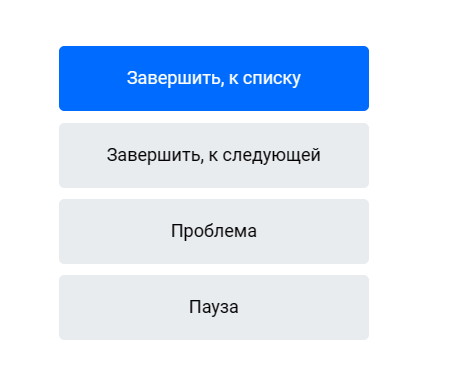 Завершить, к списку
Завершить, к следующей
Проблема
Пауза